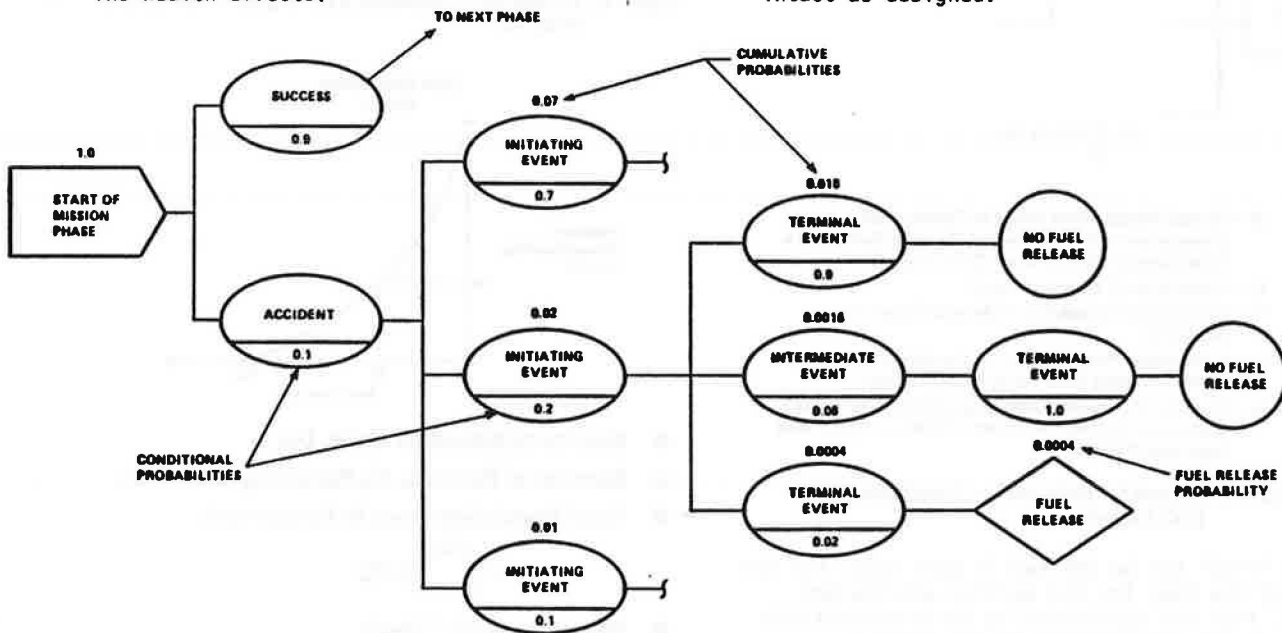 intact as designed.
TO NEXT PHASE
CUMULATIVE
PROBABILITIES
SUCCESS
0.9
0.07
INITIATING
EVENT
0.7
1.0
START OF
MISSION
PHASE
0.018
TERMINAL
EVENT
0.9
NO FUEL
RELEASE
ACCIDENT
0.1
0.02
INITIATING
EVENT
0.2
0.0016
INTERMEDIATE
EVENT
0.08
TERMINAL
EVENT
1.0
NO FUEL
RELEASE
CONDITIONAL
PROBABILITIES
0.0004
TERMINAL
EVENT
0.02
0.0004
FUEL
RELEASE
FUEL RELEASE
PROBABILITY
0.01
INITIATING
EVENT
0.1